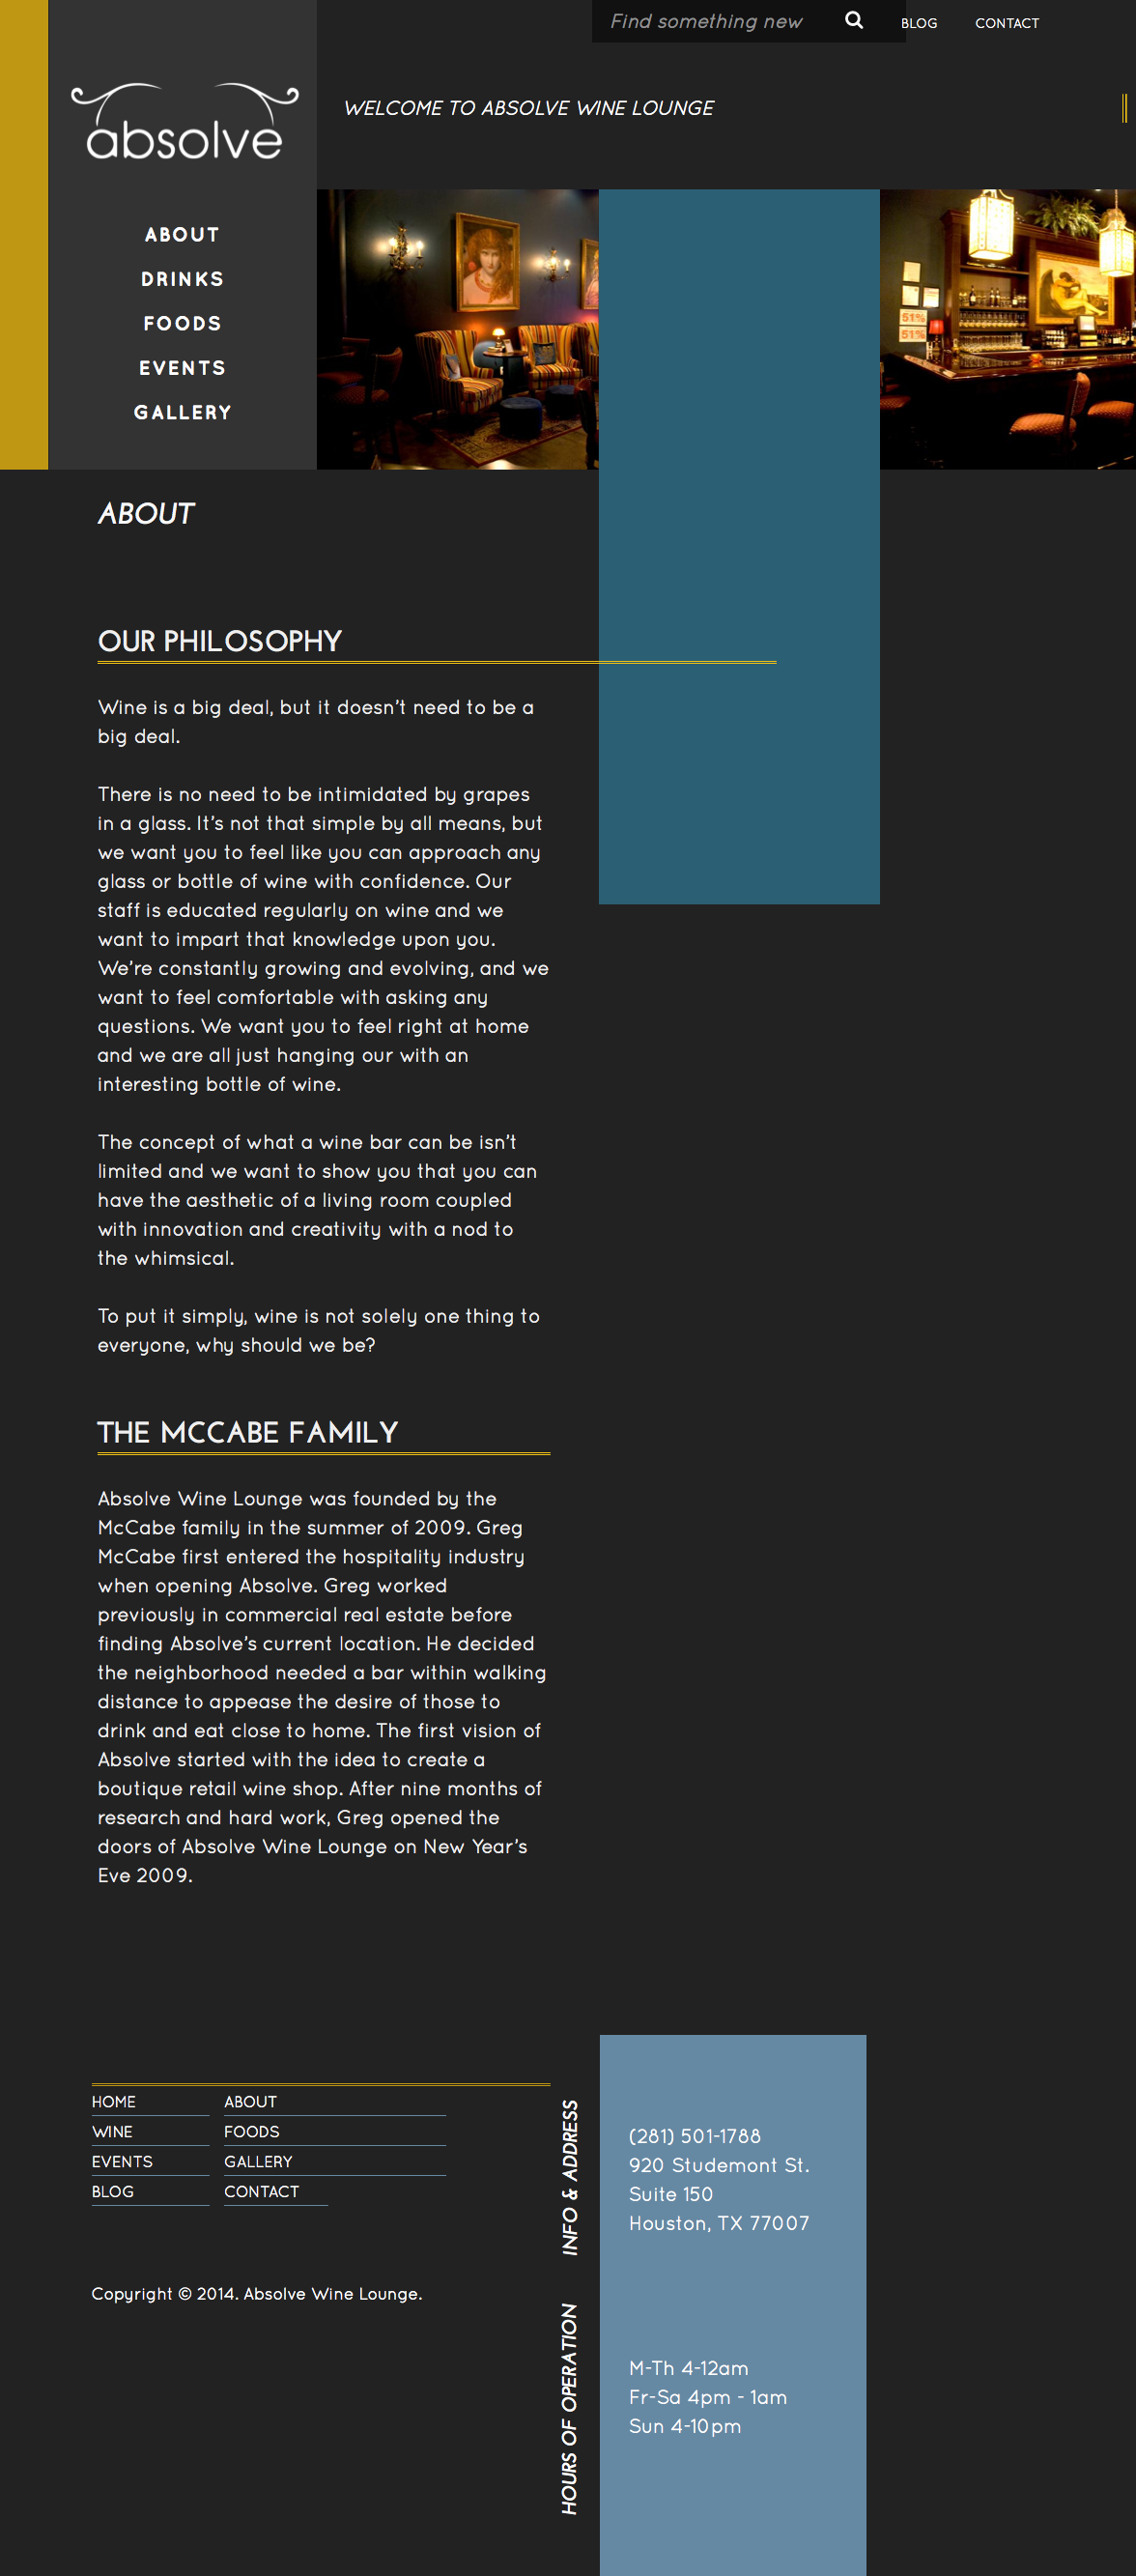 Find something new
BLOG
CONTACT
absolve
WELCOME TO ABSOLVE WINE LOUNGE
ABOUT
DRINKS
FOODS
EVENTS
GALLERY
51%
51%
ABOUT
OUR PHILOSOPHY
Wine is a big deal, but it doesn't need to be a
big deal.
There is no need to be intimidated by grapes
in a glass. It's not that simple by all means, but
we want you to feel like you can approach any
glass or bottle of wine with confidence. Our
staff is educated regularly on wine and we
want to impart that knowledge upon you.
We're constantly growing and evolving, and we
want to feel comfortable with asking any
questions. We want you to feel right at home
and we are all just hanging our with an
interesting bottle of wine.
The concept of what a wine bar can be isn't
limited and we want to show you that you can
have the aesthetic of a living room coupled
with innovation and creativity with a nod to
the whimsical.
To put it simply, wine is not solely one thing to
everyone, why should we be?
THE MCCABE FAMILY
Absolve Wine Lounge was founded by the
McCabe family in the summer of 2009. Greg
McCabe first entered the hospitality industry
when opening Absolve. Greg worked
previously in commercial real estate before
finding Absolve's current location. He decided
the neighborhood needed a bar within walking
distance to appease the desire of those to
drink and eat close to home. The first vision of
Absolve started with the idea to create a
boutique retail wine shop. After nine months of
research and hard work, Greg opened the
doors of Absolve Wine Lounge on New Year's
Eve 2009.
HOME
ABOUT
WINE
FOODS
EVENTS
GALLERY
BLOG
CONTACT
Copyright © 2014. Absolve Wine Lounge.
INFO & ADDRESS
(281) 501-1788
920 Studemont St.
Suite 150
Houston, TX 77007
HOURS OF OPERATION
M-Th 4-12am
Fr-Sa 4pm - 1am
Sun 4-10pm